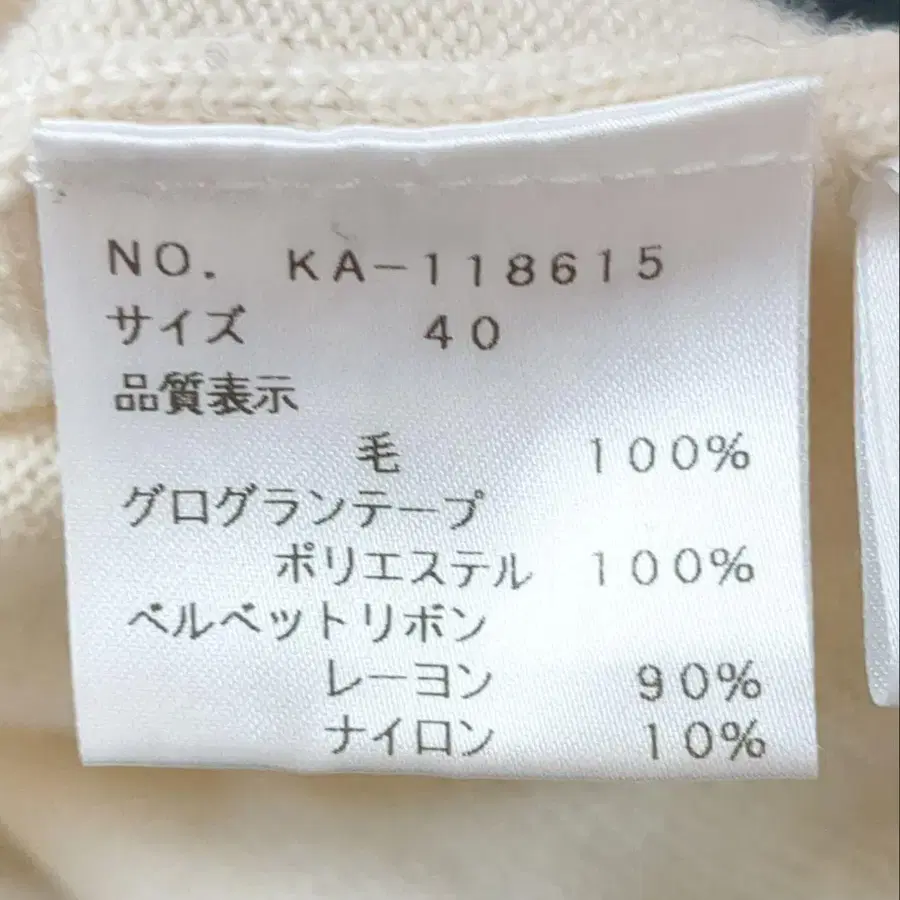 NO. KA-118615
サイズ 40
品質表示
毛 100%
グログランテープ
ポリエステル 100%
ベルベットリボン
レーヨン 90%
ナイロン 10%